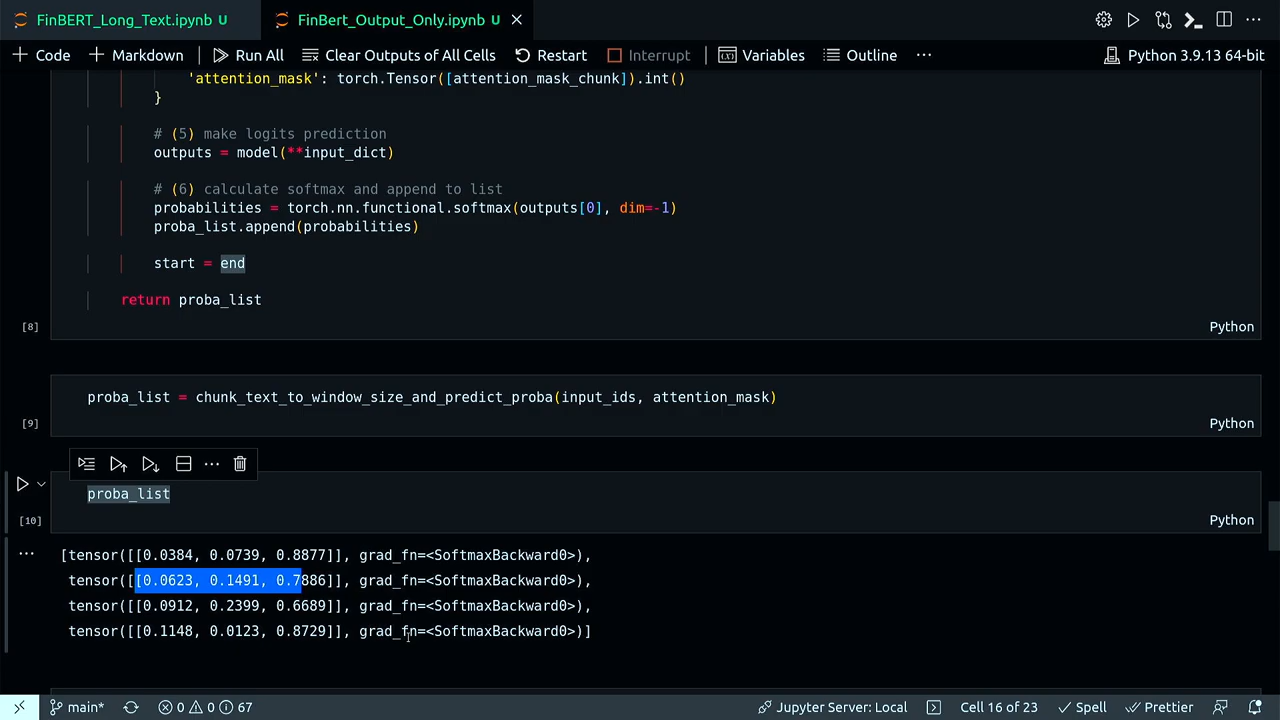 FinBERT_Long_Text.ipynb U FinBert_Output_Only.ipynb U
Code Markdown Run All Clear Outputs of All Cells Restart Interrupt Variables Outline ··· Python 3.9.13 64-bit
'attention_mask': torch.Tensor([attention_mask_chunk]).int()
}
# (5) make logits prediction
outputs = model(**input_dict)
# (6) calculate softmax and append to list
probabilities = torch.nn.functional.softmax(outputs[0], dim=-1)
proba_list.append(probabilities)
start = end
return proba_list
[8] Python
proba_list = chunk_text_to_window_size_and_predict_proba(input_ids, attention_mask)
[9] Python
proba_list
[10] Python
[tensor([[0.0384, 0.0739, 0.8877]], grad_fn=<SoftmaxBackward0>),
tensor([[0.0623, 0.1491, 0.7886]], grad_fn=<SoftmaxBackward0>),
tensor([[0.0912, 0.2399, 0.6689]], grad_fn=<SoftmaxBackward0>),
tensor([[0.1148, 0.0123, 0.8729]], grad_fn=<SoftmaxBackward0>)]
main* 0 0 67 Jupyter Server: Local Cell 16 of 23 Spell Prettier